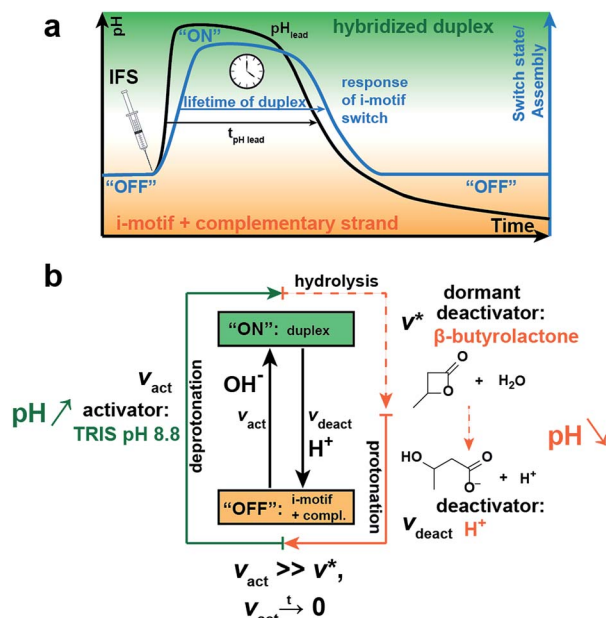 a
pH
"ON"
pH lead
hybridized duplex
IFS
lifetime of duplex
response
of i-motif
switch
t pH lead
Switch state/
Assembly
"OFF"
"OFF"
i-motif + complementary strand
Time
b
hydrolysis
"ON": duplex
v*
dormant
deactivator:
β-butyrolactone
O
O
+ H₂O
v act
OH⁻
v act
v deact
H⁺
pH
activator:
TRIS pH 8.8
deprotonation
protonation
pH
HO
O
O⁻
+ H⁺
"OFF": i-motif
+ compl.
deactivator:
v deact H⁺
v act >> v*,
v act t→ 0